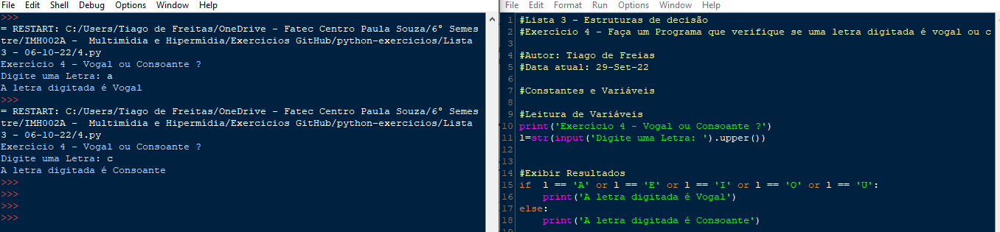 File Edit Shell Debug Options Window Help
>>>
= RESTART: C:/Users/Tiago de Freitas/OneDrive - Fatec Centro Paula Souza/6° Semes
tre/IMH002A -  Multimídia e Hipermídia/Exercicios GitHub/python-exercicios/Lista
3 - 06-10-22/4.py
Exercício 4 - Vogal ou Consoante ?
Digite uma Letra: a
A letra digitada é Vogal
>>>
= RESTART: C:/Users/Tiago de Freitas/OneDrive - Fatec Centro Paula Souza/6° Semes
tre/IMH002A -  Multimídia e Hipermídia/Exercicios GitHub/python-exercicios/Lista
3 - 06-10-22/4.py
Exercício 4 - Vogal ou Consoante ?
Digite uma Letra: c
A letra digitada é Consoante
>>>
>>>
>>>
>>>
File Edit Format Run Options Window Help
1 #Lista 3 - Estruturas de decisão
2 #Exercício 4 - Faça um Programa que verifique se uma letra digitada é vogal ou c
3
4 #Autor: Tiago de Freias
5 #Data atual: 29-Set-22
6
7 #Constantes e Variáveis
8
9 #Leitura de Variáveis
10 print('Exercício 4 - Vogal ou Consoante ?')
11 l=str(input('Digite uma Letra: ').upper())
12
13
14 #Exibir Resultados
15 if  l == 'A' or l == 'E' or l == 'I' or l == 'O' or l == 'U':
16     print('A letra digitada é Vogal')
17 else:
18     print('A letra digitada é Consoante')
19